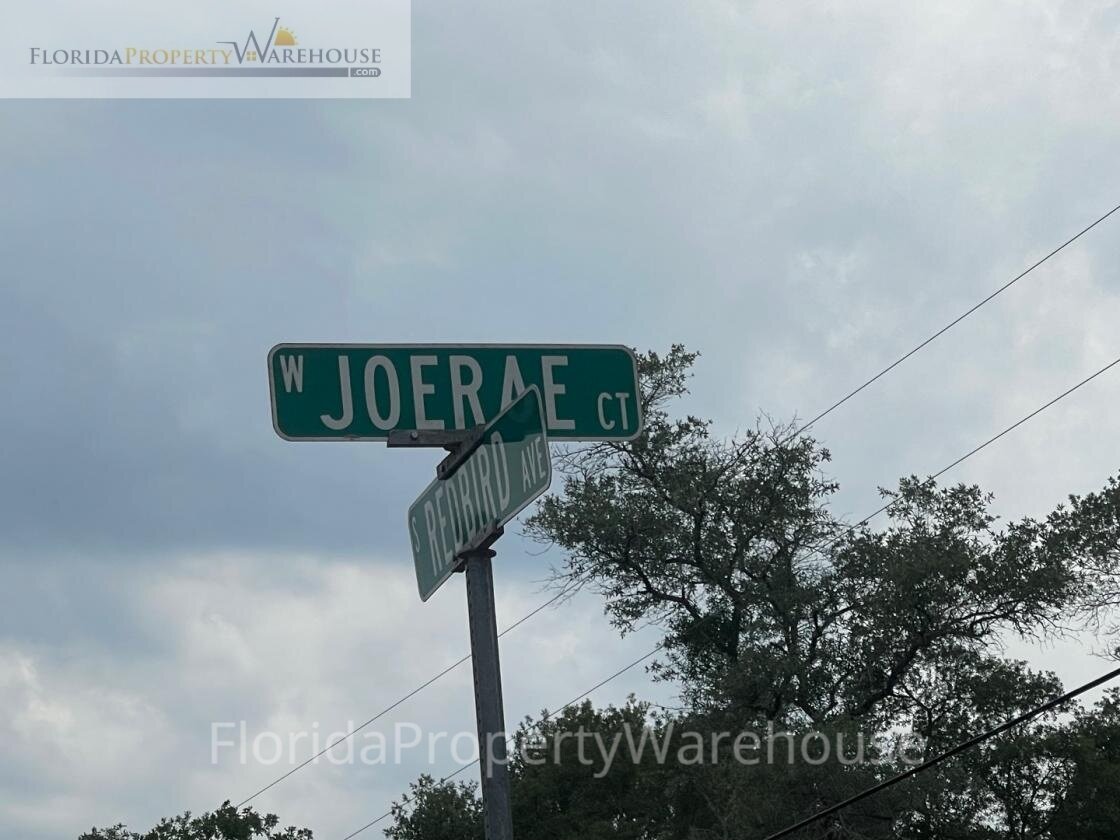 FLORIDAPROPERTYWAREHOUSE
.com
W JOERAE CT
S REDBIRD AVE
FloridaPropertyWarehouse